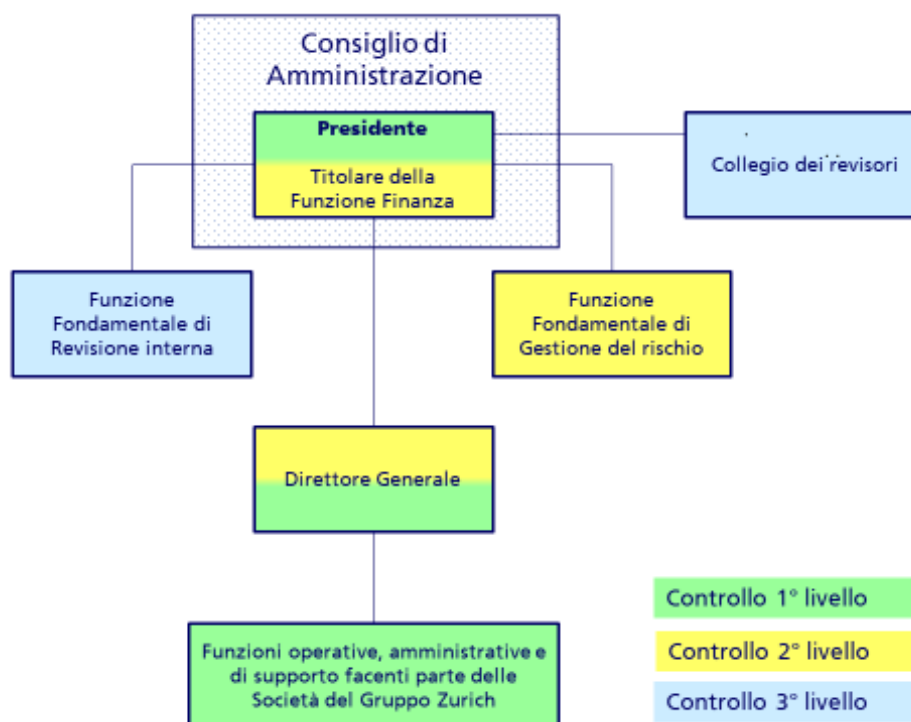 Consiglio di
Amministrazione
Presidente
Titolare della
Funzione Finanza
Collegio dei revisori
Funzione
Fondamentale di
Revisione interna
Funzione
Fondamentale di
Gestione del rischio
Direttore Generale
Funzioni operative, amministrative e
di supporto facenti parte delle
Società del Gruppo Zurich
Controllo 1° livello
Controllo 2° livello
Controllo 3° livello